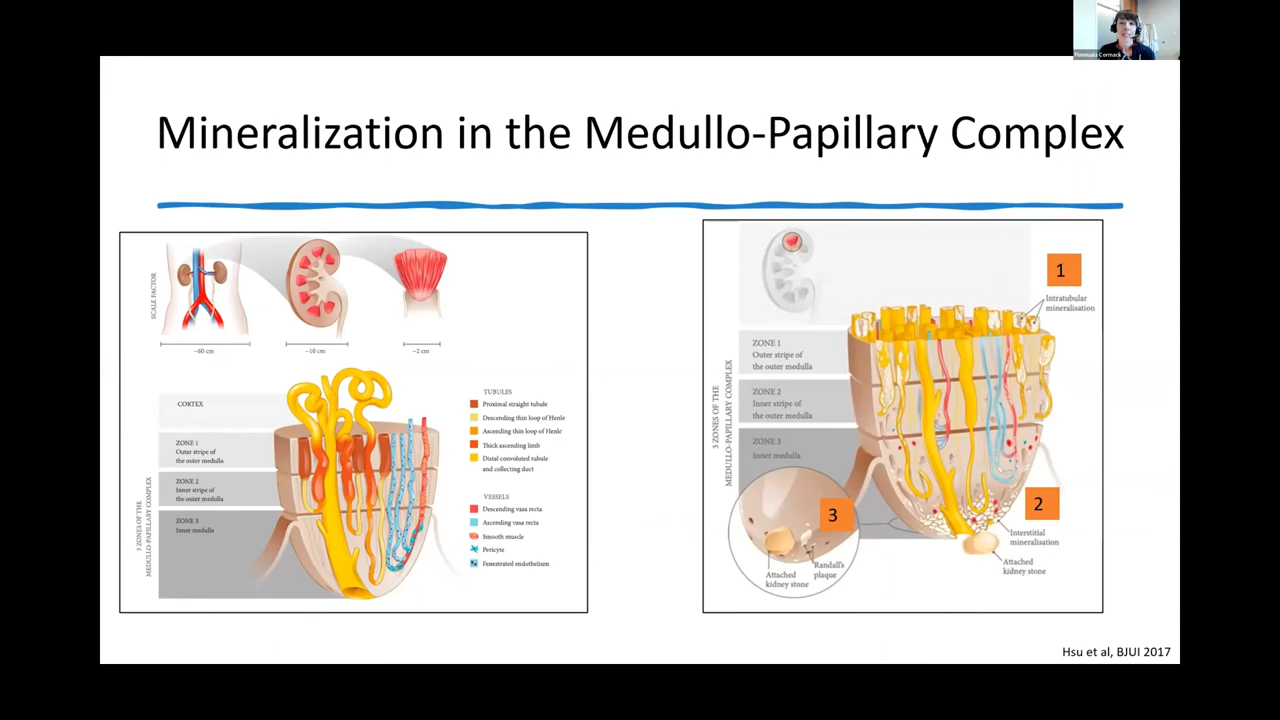 Fionnuala Cormack
Mineralization in the Medullo-Papillary Complex
SCALE FACTOR
~60 cm
~10 cm
~2 cm
CORTEX
ZONE 1
Outer stripe of
the outer medulla
ZONE 2
Inner stripe of
the outer medulla
ZONE 3
Inner medulla
3 ZONES OF THE
MEDULLO-PAPILLARY COMPLEX
TUBULES
Proximal straight tubule
Descending thin loop of Henle
Ascending thin loop of Henle
Thick ascending limb
Distal convoluted tubule
and collecting duct
VESSELS
Descending vasa recta
Ascending vasa recta
Smooth muscle
Pericyte
Fenestrated endothelium
1
Intratubular
mineralisation
ZONE 1
Outer stripe of
the outer medulla
ZONE 2
Inner stripe of
the outer medulla
ZONE 3
Inner medulla
3 ZONES OF THE
MEDULLO-PAPILLARY COMPLEX
2
Interstitial
mineralisation
Attached
kidney stone
3
Randall's
plaque
Attached
kidney stone
Hsu et al, BJUI 2017